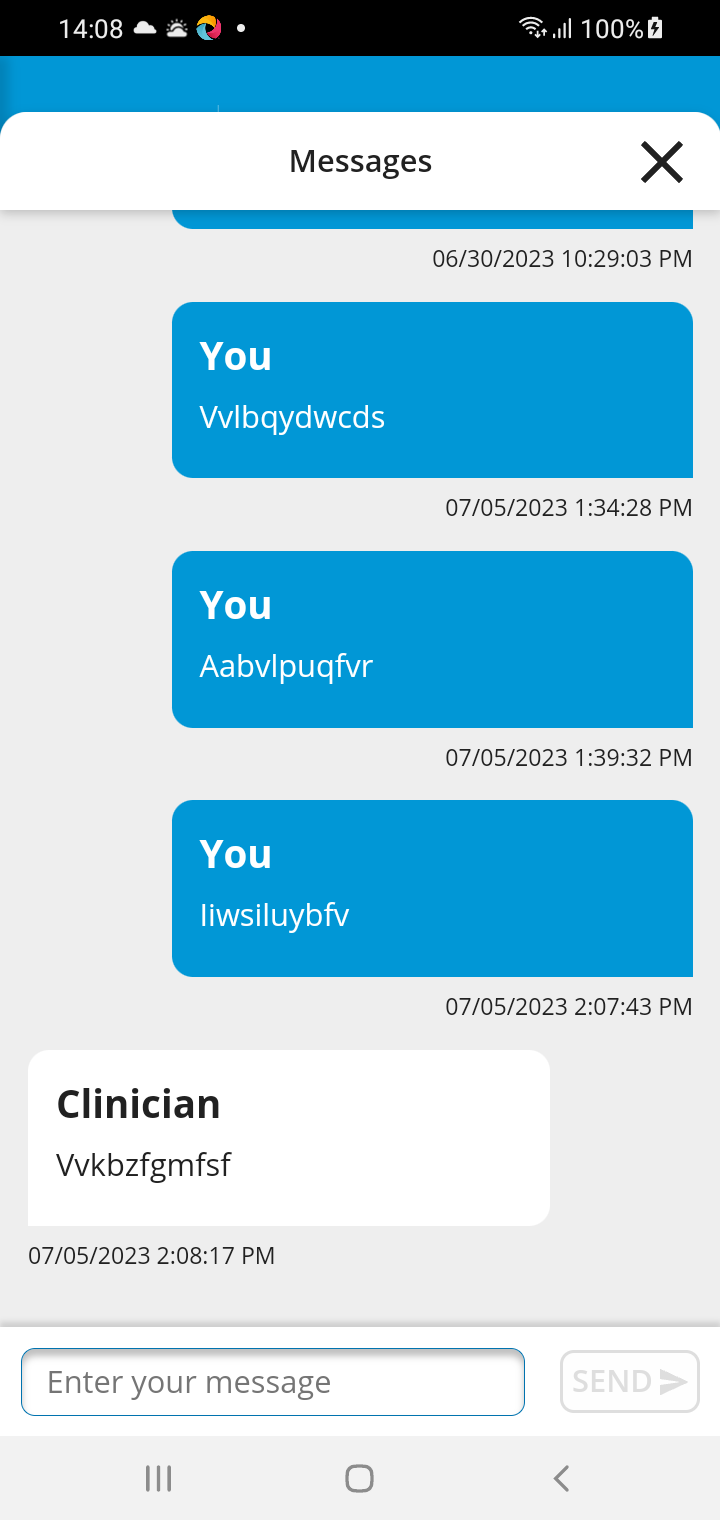 14:08 100%
Messages
06/30/2023 10:29:03 PM
You
Vvlbqydwcds
07/05/2023 1:34:28 PM
You
Aabvlpuqfvr
07/05/2023 1:39:32 PM
You
Iiwsiluybfv
07/05/2023 2:07:43 PM
Clinician
Vvkbzfgmfsf
07/05/2023 2:08:17 PM
Enter your message SEND